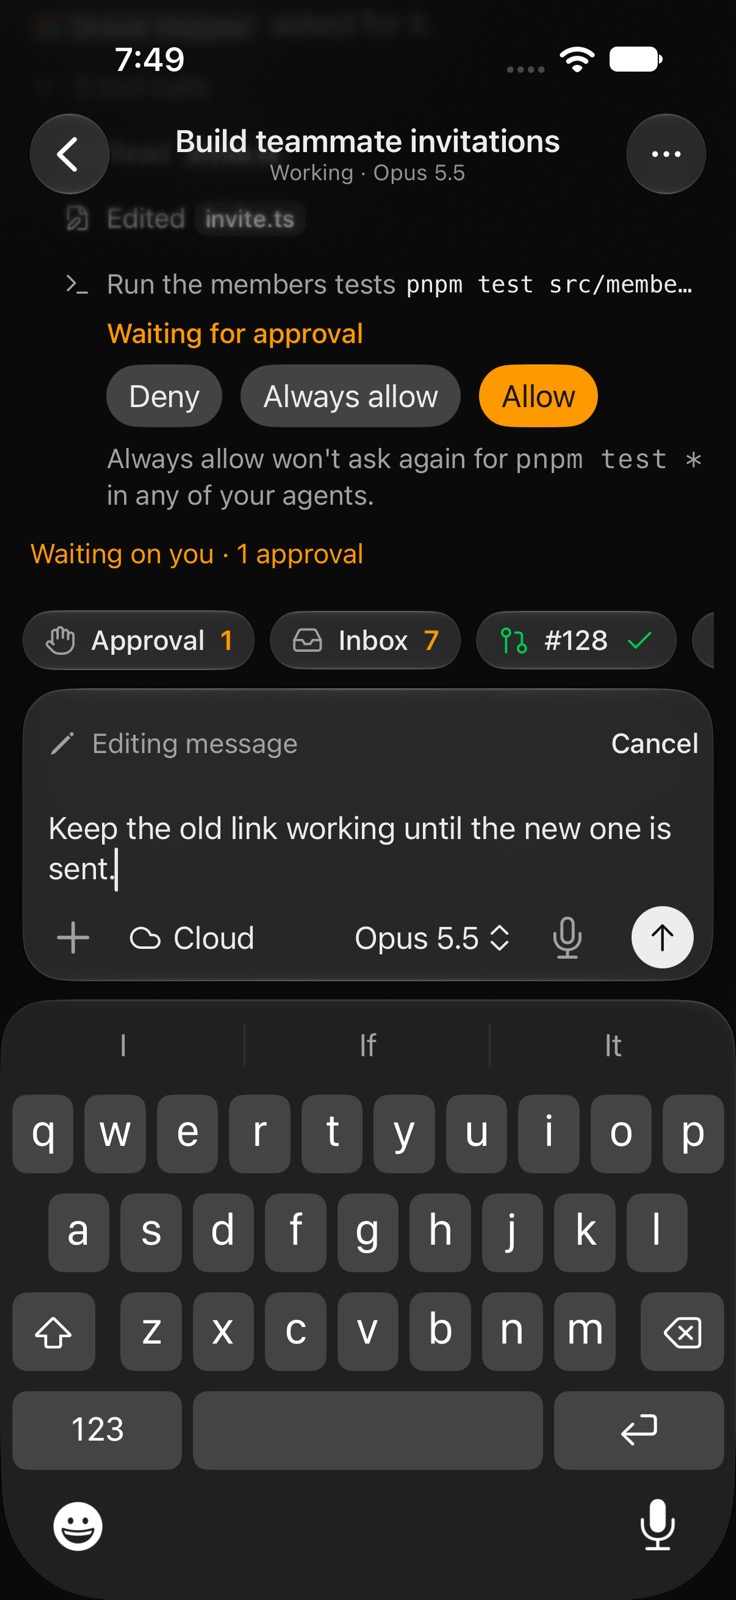 7:49
Build teammate invitations
Working · Opus 5.5
Edited invite.ts
Run the members tests pnpm test src/membe…
Waiting for approval
Deny Always allow Allow
Always allow won't ask again for pnpm test *
in any of your agents.
Waiting on you · 1 approval
Approval 1 Inbox 7 #128
Editing message Cancel
Keep the old link working until the new one is
sent.
Cloud Opus 5.5
I If It
q w e r t y u i o p
a s d f g h j k l
z x c v b n m
123